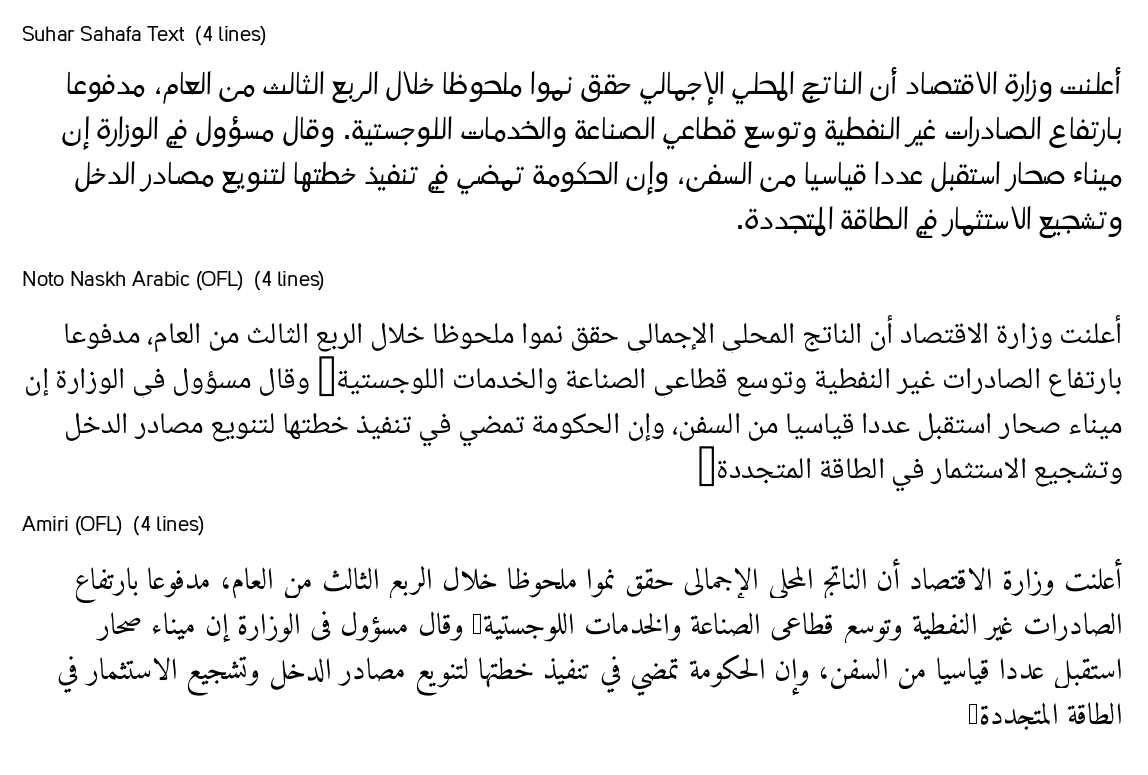 Suhar Sahafa Text (4 lines)
أعلنت وزارة الاقتصاد أن الناتج المحلي الإجمالي حقق نموا ملحوظا خلال الربع الثالث من العام، مدفوعا
بارتفاع الصادرات غير النفطية وتوسع قطاعي الصناعة والخدمات اللوجستية. وقال مسؤول في الوزارة إن
ميناء صحار استقبل عددا قياسيا من السفن، وإن الحكومة تمضي في تنفيذ خطتها لتنويع مصادر الدخل
وتشجيع الاستثمار في الطاقة المتجددة.
Noto Naskh Arabic (OFL) (4 lines)
أعلنت وزارة الاقتصاد أن الناتج المحلى الإجمالى حقق نموا ملحوظا خلال الربع الثالث من العام، مدفوعا
بارتفاع الصادرات غير النفطية وتوسع قطاعى الصناعة والخدمات اللوجستية▯ وقال مسؤول فى الوزارة إن
ميناء صحار استقبل عددا قياسيا من السفن، وإن الحكومة تمضي في تنفيذ خطتها لتنويع مصادر الدخل
وتشجيع الاستثمار في الطاقة المتجددة▯
Amiri (OFL) (4 lines)
أعلنت وزارة الاقتصاد أن الناتج المحلى الإجمالى حقق نموا ملحوظا خلال الربع الثالث من العام، مدفوعا بارتفاع
الصادرات غير النفطية وتوسع قطاعى الصناعة والخدمات اللوجستية▯ وقال مسؤول فى الوزارة إن ميناء صحار
استقبل عددا قياسيا من السفن، وإن الحكومة تمضي في تنفيذ خطتها لتنويع مصادر الدخل وتشجيع الاستثمار في
الطاقة المتجددة▯